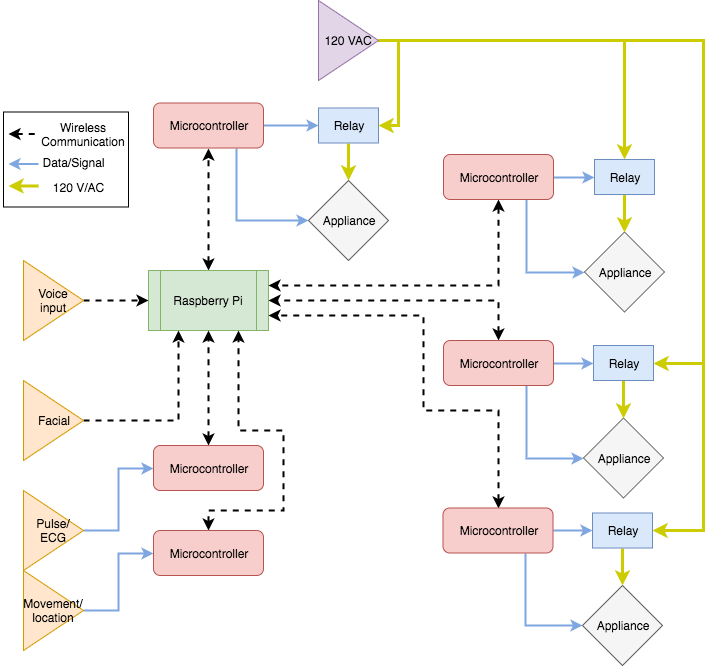 120 VAC
Wireless
Communication
Data/Signal
120 V/AC
Microcontroller
Relay
Appliance
Microcontroller
Relay
Appliance
Voice
input
Raspberry Pi
Microcontroller
Relay
Appliance
Facial
Microcontroller
Pulse/
ECG
Microcontroller
Relay
Appliance
Microcontroller
Movement/
location